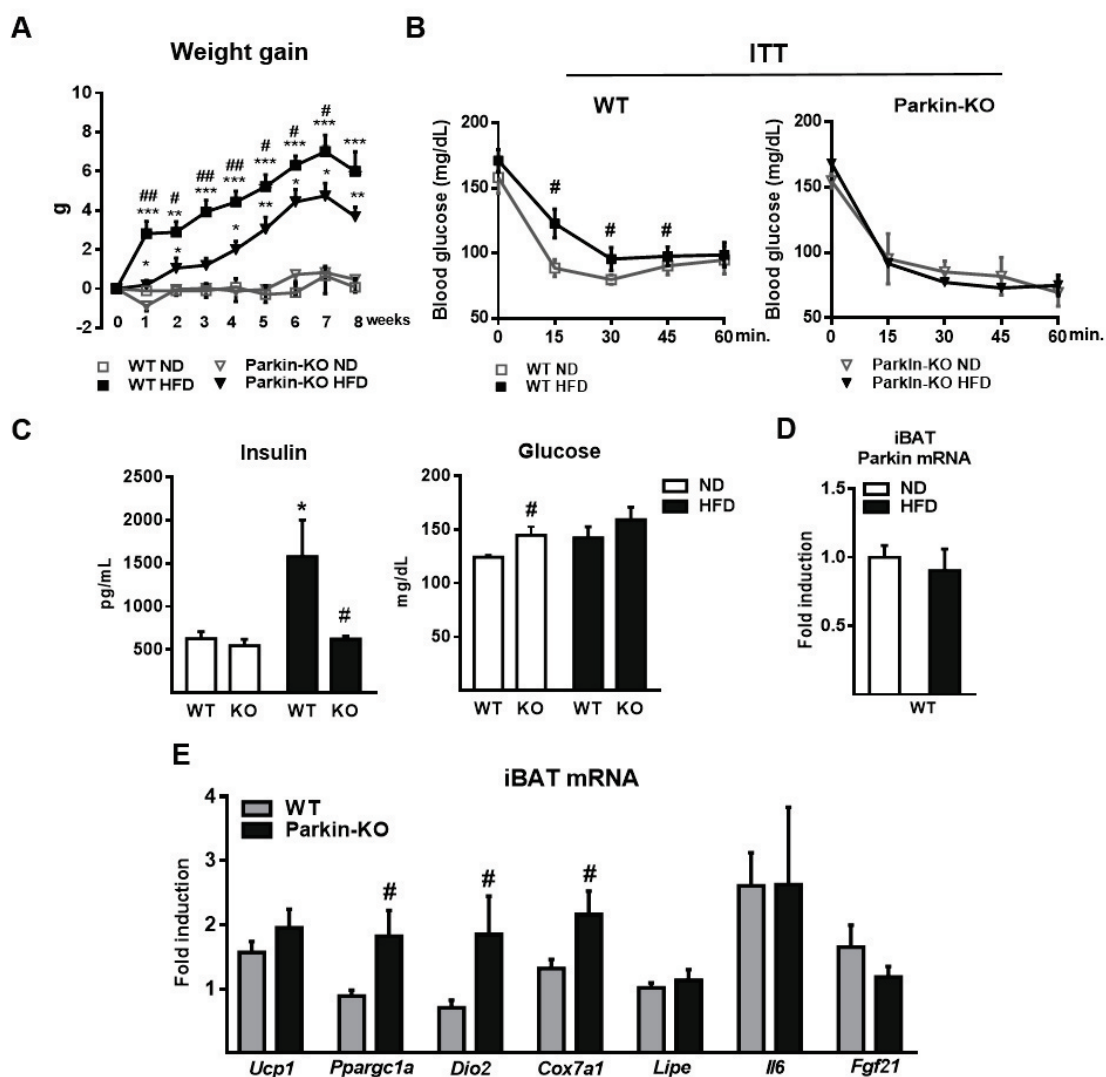 A
Weight gain
10
8
6
4
2
0
-2
g
##
***
#
**
##
***
##
***
#
***
#
***
#
***
***
*
*
*
**
*
*
**
0 1 2 3 4 5 6 7 8 weeks
WT ND
Parkin-KO ND
WT HFD
Parkin-KO HFD
B
ITT
WT
Blood glucose (mg/dL)
200
150
100
50
# # #
0 15 30 45 60 min.
WT ND
WT HFD
Parkin-KO
Blood glucose (mg/dL)
200
150
100
50
0 15 30 45 60 min.
ParkIn-KO ND
ParkIn-KO HFD
C
Insulin
pg/mL
2500
2000
1500
1000
500
*
#
WT KO WT KO
Glucose
mg/dL
200
150
100
50
#
WT KO WT KO
ND
HFD
D
iBAT
Parkin mRNA
ND
HFD
Fold induction
1.5
1.0
0.5
WT
E
iBAT mRNA
WT
Parkin-KO
Fold induction
4
3
2
1
# # #
Ucp1 Ppargc1a Dio2 Cox7a1 Lipe Il6 Fgf21